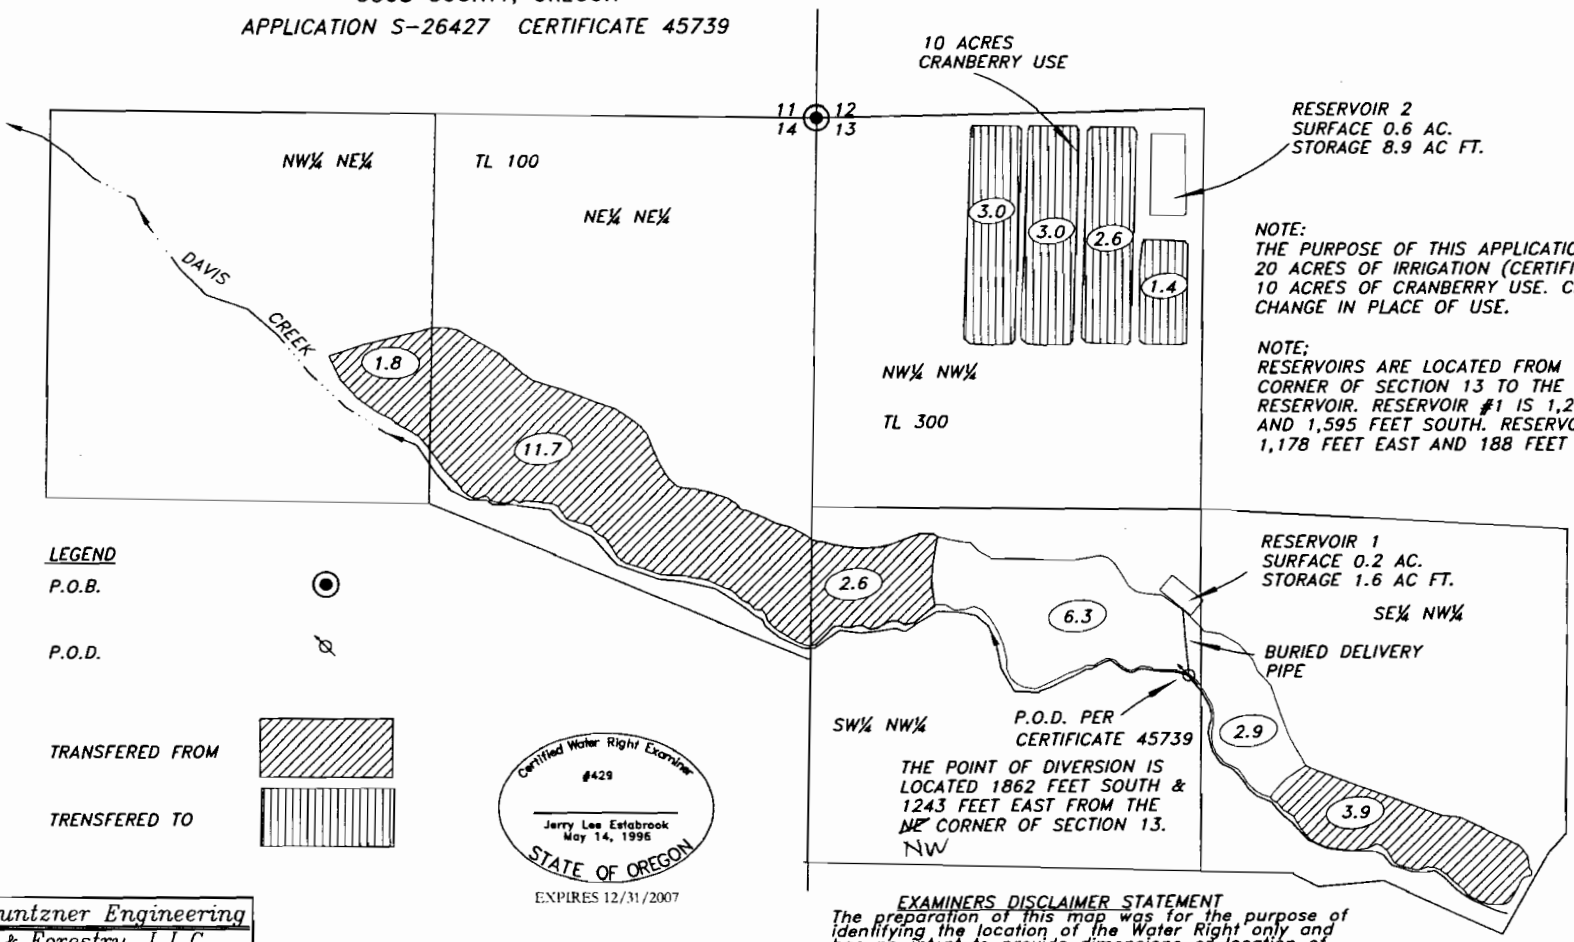 APPLICATION S-26427 CERTIFICATE 45739
10 ACRES
CRANBERRY USE
11 12
14 13
RESERVOIR 2
SURFACE 0.6 AC.
STORAGE 8.9 AC FT.
NW¼ NE¼
TL 100
NE¼ NE¼
3.0
3.0
2.6
1.4
NOTE:
THE PURPOSE OF THIS APPLICATIO
20 ACRES OF IRRIGATION (CERTIFI
10 ACRES OF CRANBERRY USE. C
CHANGE IN PLACE OF USE.
DAVIS
CREEK
1.8
NOTE;
RESERVOIRS ARE LOCATED FROM
CORNER OF SECTION 13 TO THE
RESERVOIR. RESERVOIR #1 IS 1,2
AND 1,595 FEET SOUTH. RESERVO
1,178 FEET EAST AND 188 FEET
NW¼ NW¼
TL 300
11.7
LEGEND
P.O.B.
P.O.D.
TRANSFERED FROM
TRENSFERED TO
2.6
6.3
RESERVOIR 1
SURFACE 0.2 AC.
STORAGE 1.6 AC FT.
SE¼ NW¼
BURIED DELIVERY
PIPE
SW¼ NW¼
P.O.D. PER
CERTIFICATE 45739
2.9
3.9
THE POINT OF DIVERSION IS
LOCATED 1862 FEET SOUTH &
1243 FEET EAST FROM THE
NE CORNER OF SECTION 13.
NW
Certified Water Right Examiner
#429
Jerry Lee Estabrook
May 14, 1996
STATE OF OREGON
EXPIRES 12/31/2007
untzner Engineering
& Forestry, L.L.C.
EXAMINERS DISCLAIMER STATEMENT
The preparation of this map was for the purpose of
identifying the location of the Water Right only and